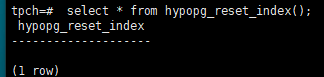 tpch=#  select * from hypopg_reset_index();
 hypopg_reset_index
--------------------

(1 row)